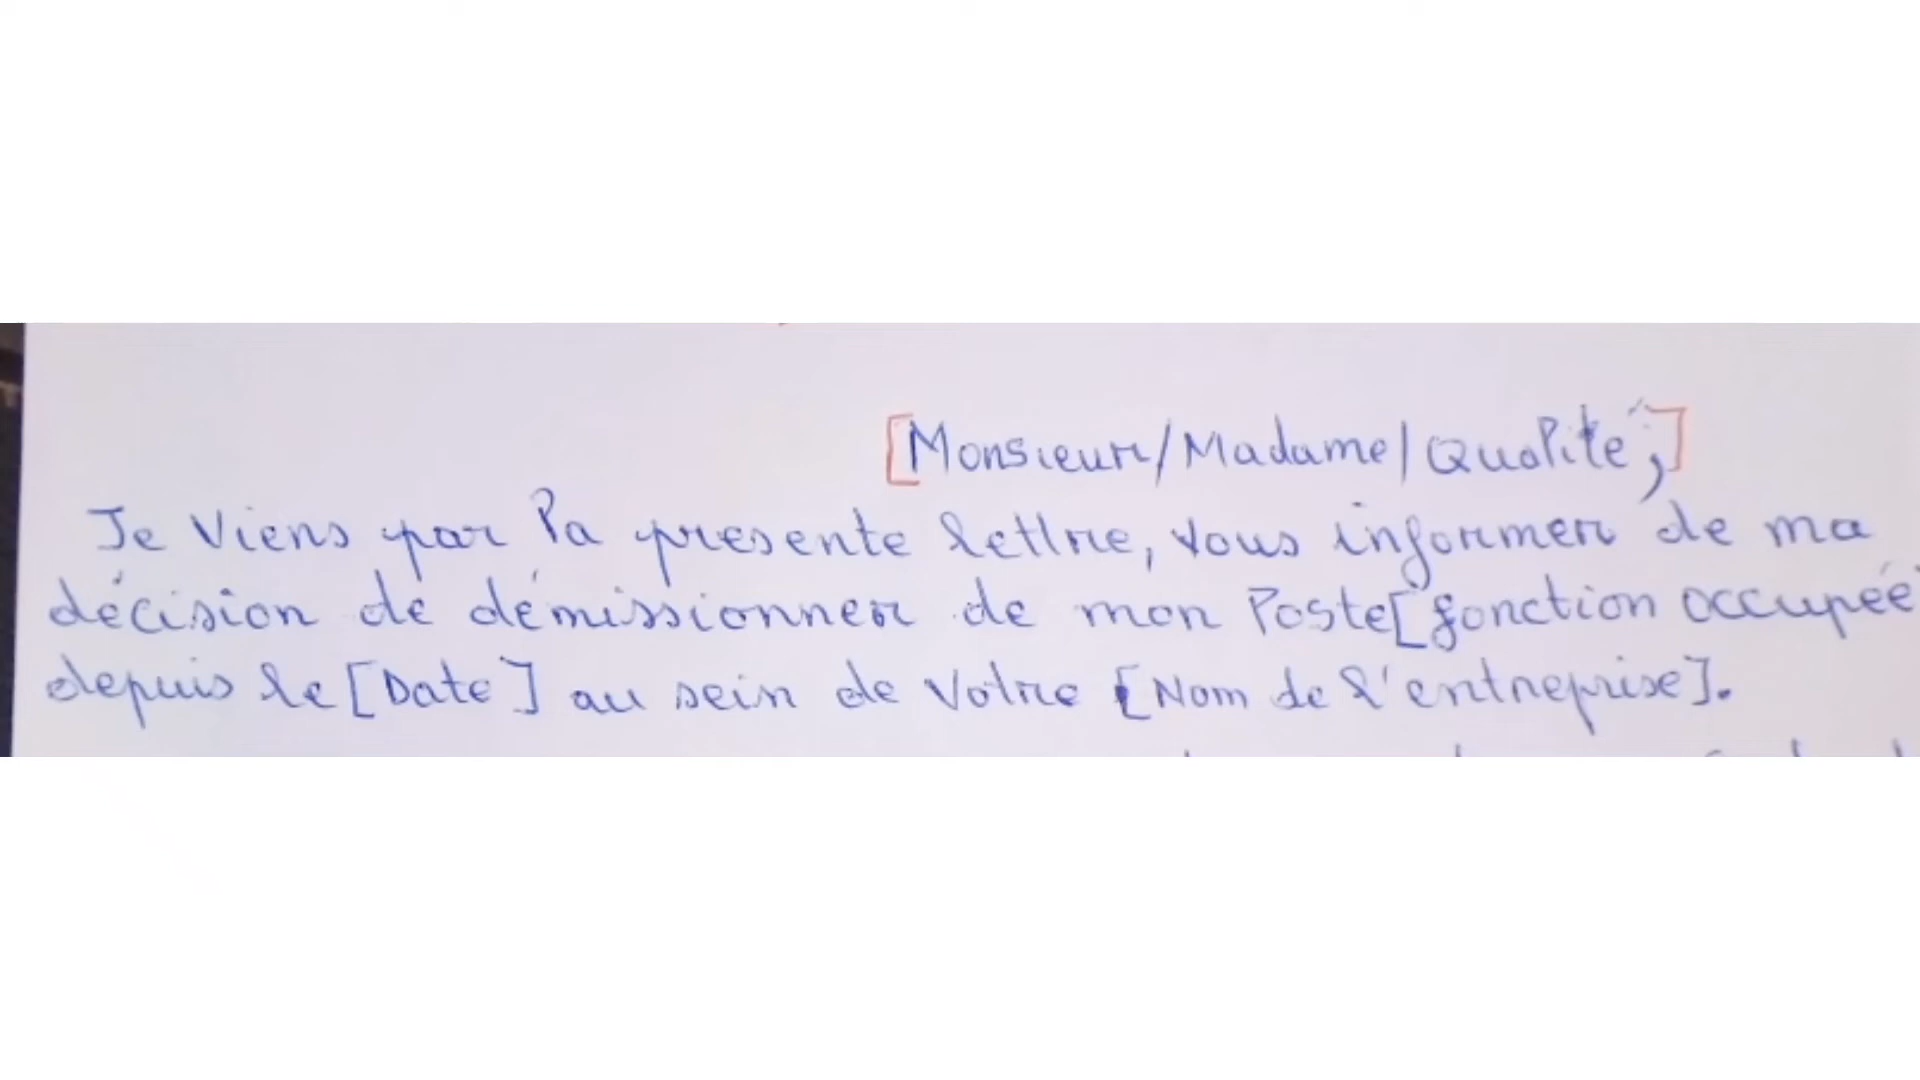 [Monsieur/Madame/Qualité,]
Je Viens par la présente lettre, vous informer de ma
décision de démissionner de mon Poste[fonction occupée
depuis le [Date] au sein de Votre [Nom de l'entreprise].